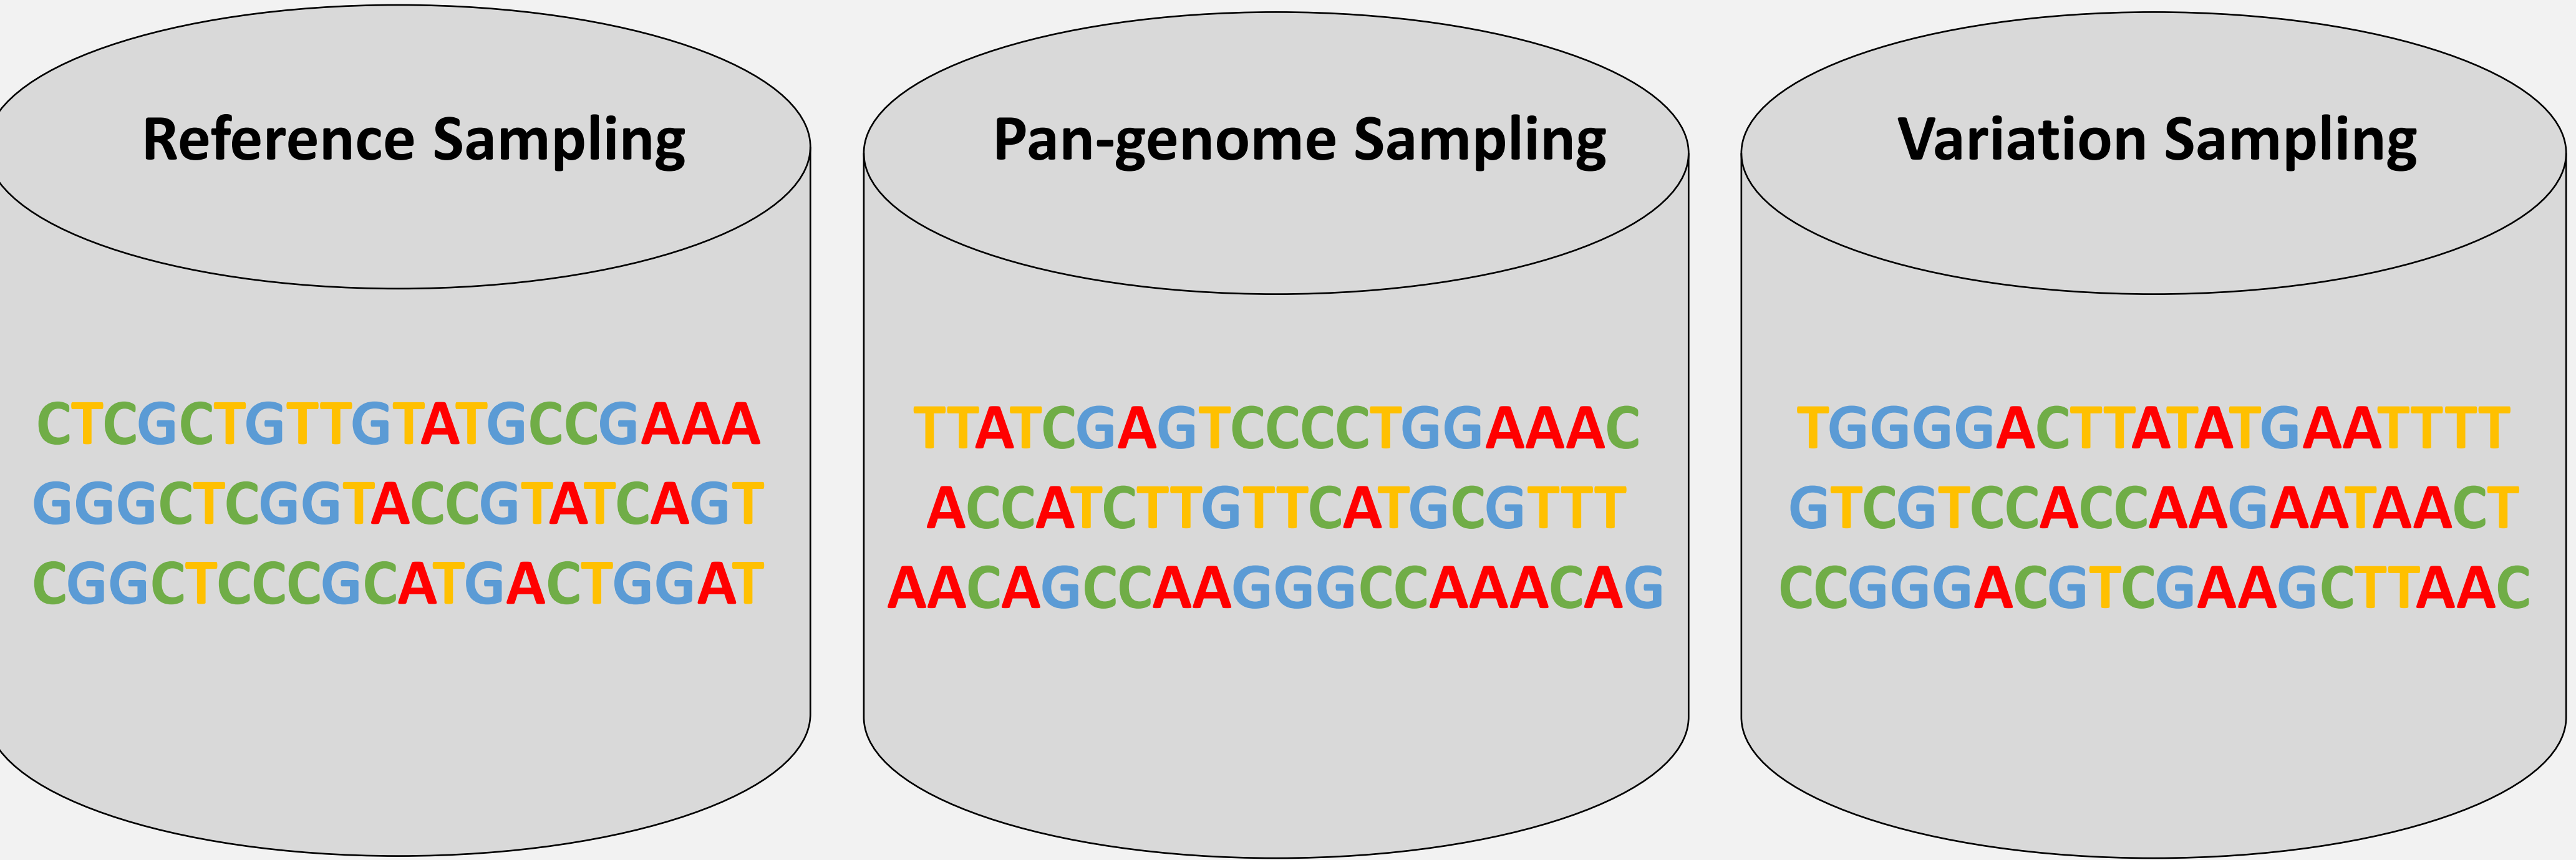 Reference Sampling
CTCGCTGTTGTATGCCGAAA
GGGCTCGGTACCGTATCAGT
CGGCTCCCGCATGACTGGAT
Pan-genome Sampling
TTATCGAGTCCCCTGGAAAC
ACCATCTTGTTCATGCGTTT
AACAGCCAAGGGCCAAACAG
Variation Sampling
TGGGGACTTATATGAATTTT
GTCGTCCACCAAGAATAACT
CCGGGACGTCGAAGCTTAAC